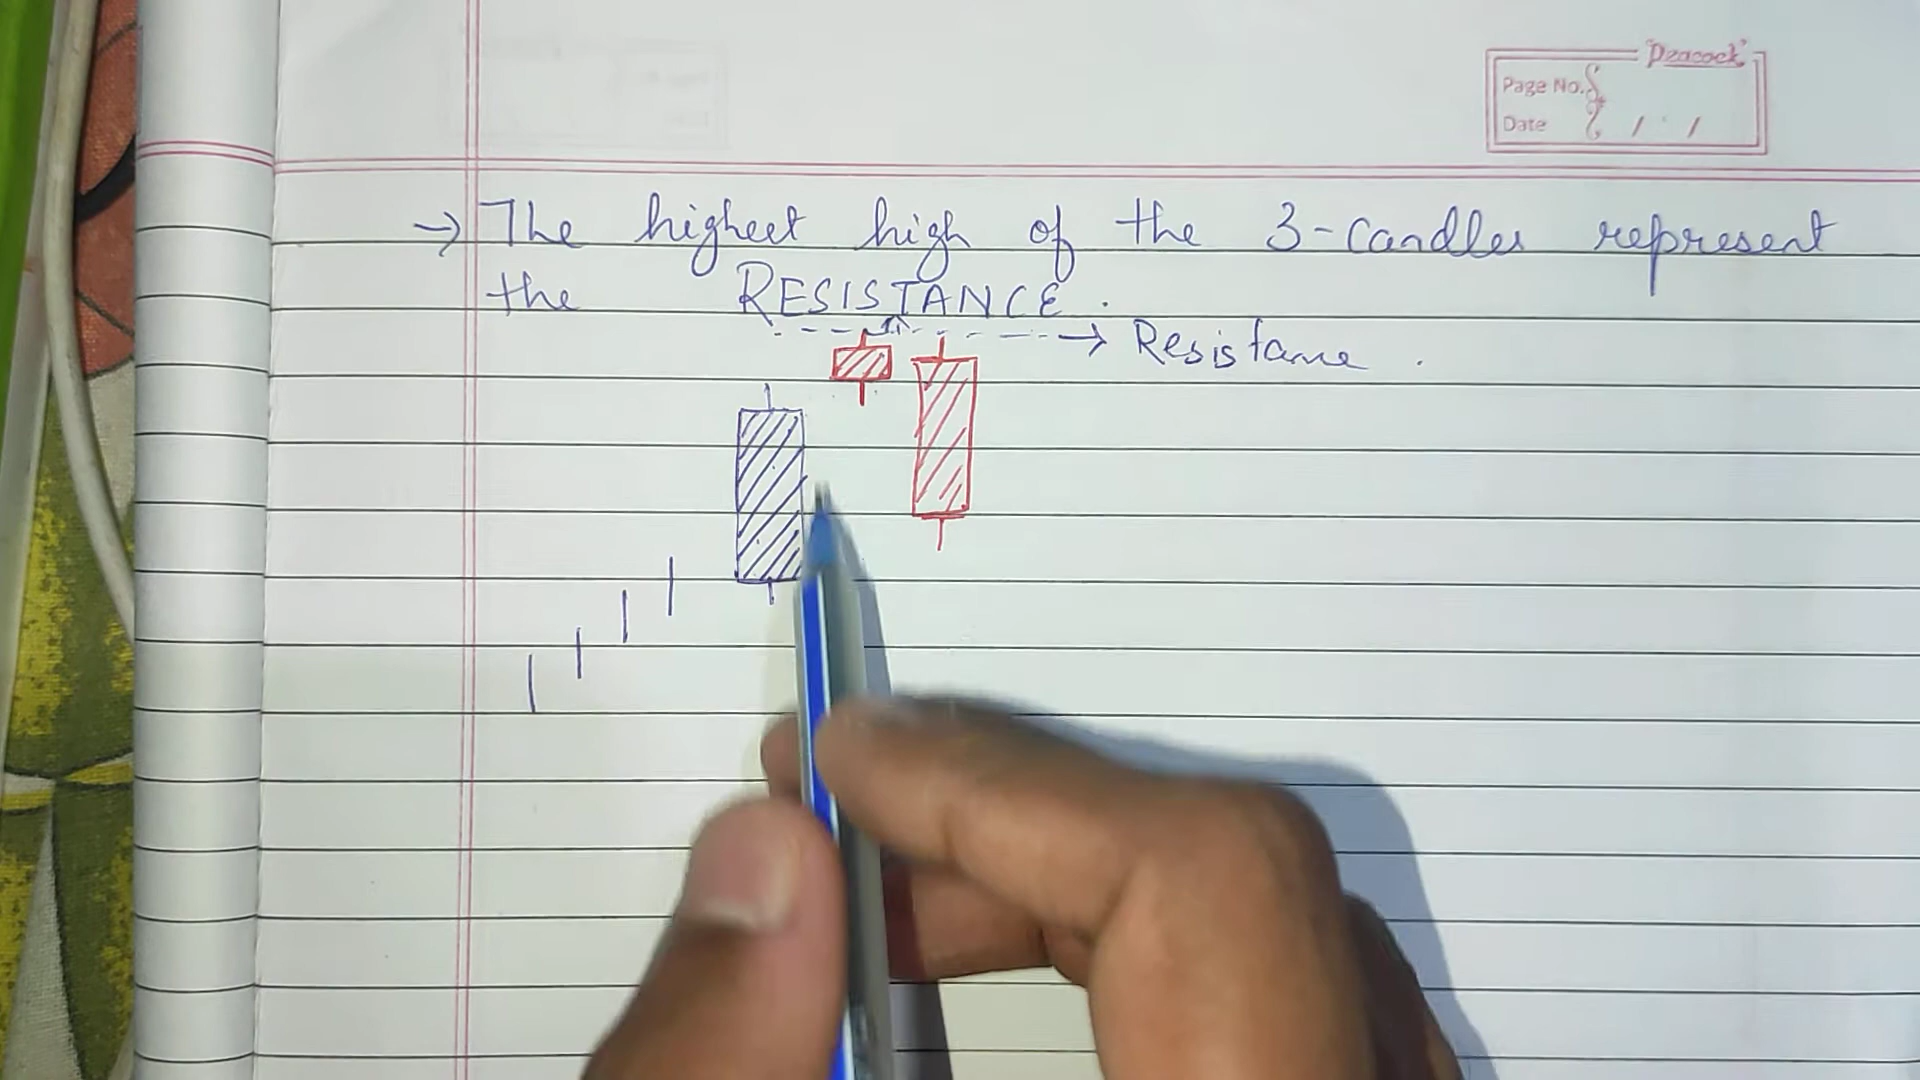 Peacock
Page No.
Date / /
→ The highest high of the 3-candles represent
the RESISTANCE.
→ Resistance.